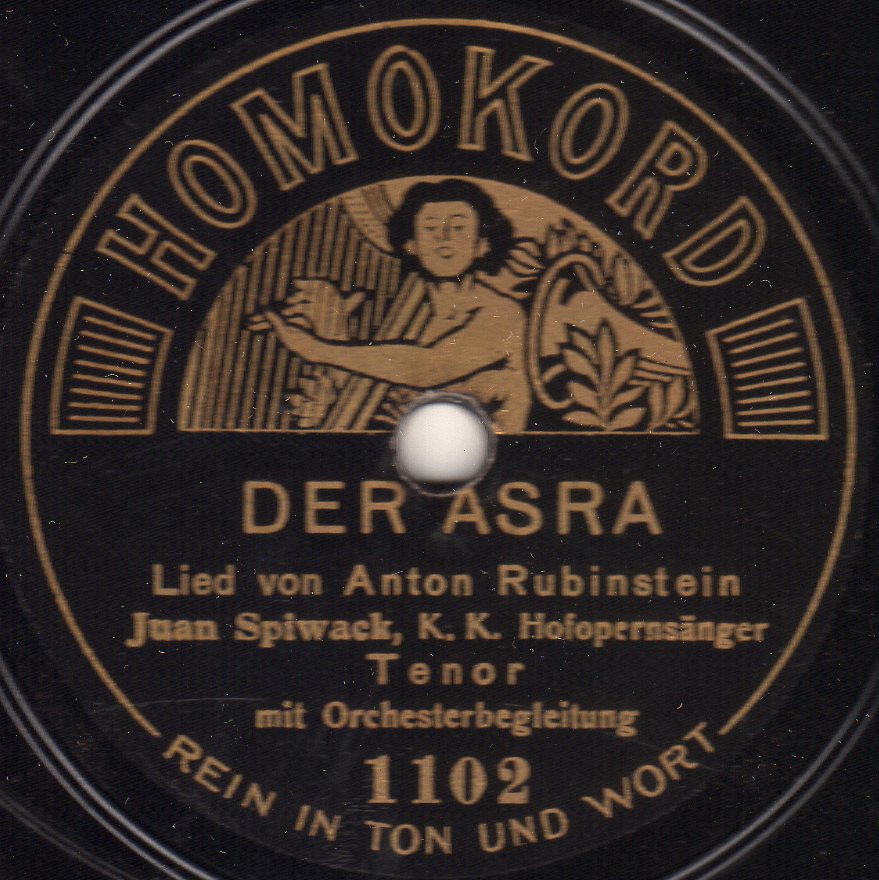 HOMOKORD
DER ASRA
Lied von Anton Rubinstein
Juan Spiwack, K. K. Hofopernsänger
Tenor
mit Orchesterbegleitung
1102
REIN IN TON UND WORT